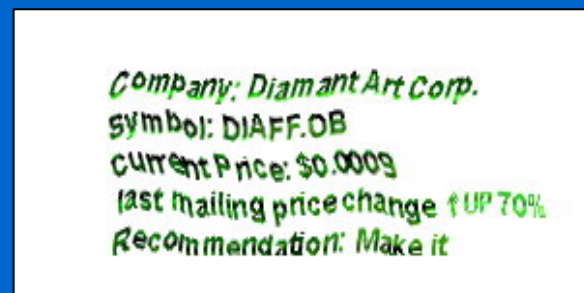 Company: Diamant Art Corp.
Symbol: DIAFF.OB
Current Price: $0.0009
last mailing price change ↑ UP 70%
Recommendation: Make it